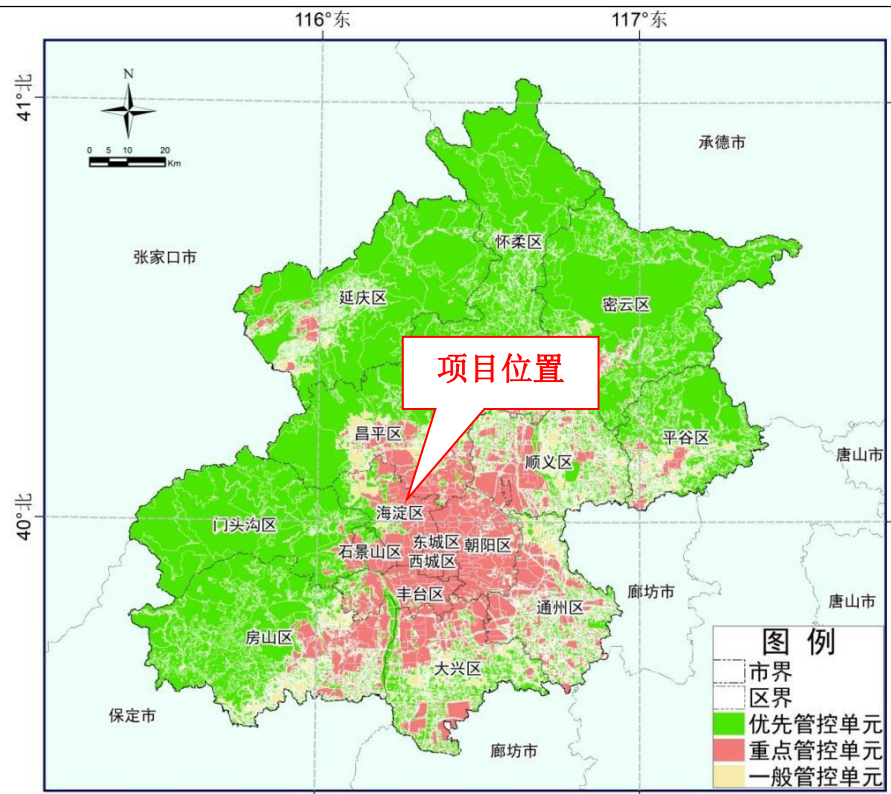 116°东
117°东
41°北
N
0 5 10 20
Km
承德市
张家口市
怀柔区
延庆区
密云区
项目位置
昌平区
顺义区
平谷区
唐山市
40°北
海淀区
门头沟区
东城区
朝阳区
石景山区
西城区
丰台区
通州区
廊坊市
唐山市
房山区
大兴区
保定市
廊坊市
图 例
市界
区界
优先管控单元
重点管控单元
一般管控单元